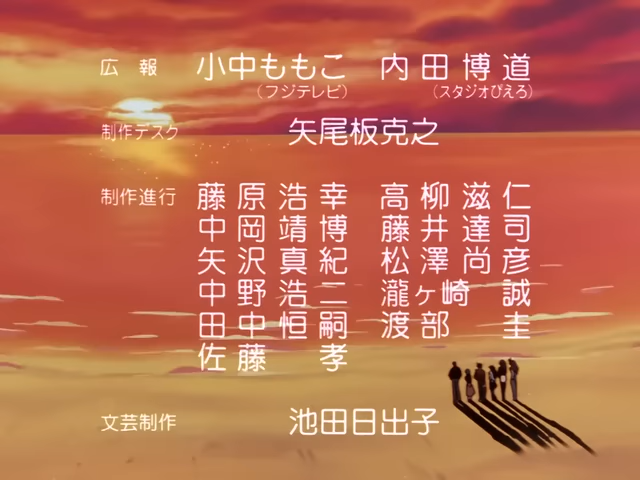 広報 小中ももこ 内田博道
(フジテレビ) (スタジオぴえろ)
制作デスク 矢尾板克之
制作進行 藤原浩幸 高柳滋仁
中岡靖博 藤井達司
矢沢真紀 松澤尚彦
中野浩二 瀧ヶ崎誠
田中恒嗣 渡部圭
佐藤孝
文芸制作 池田日出子